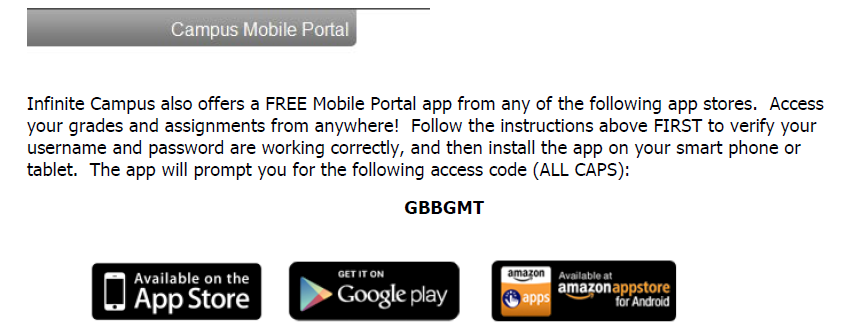 Campus Mobile Portal
Infinite Campus also offers a FREE Mobile Portal app from any of the following app stores.  Access
your grades and assignments from anywhere!  Follow the instructions above FIRST to verify your
username and password are working correctly, and then install the app on your smart phone or
tablet.  The app will prompt you for the following access code (ALL CAPS):
GBBGMT
Available on the
App Store
GET IT ON
Google play
amazon
apps
Available at
amazonappstore
for Android